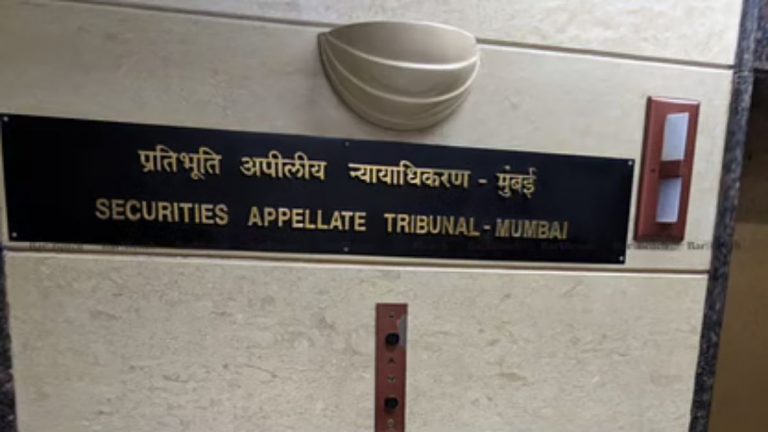 प्रतिभूति अपीलीय न्यायाधिकरण - मुंबई
SECURITIES APPELLATE TRIBUNAL - MUMBAI